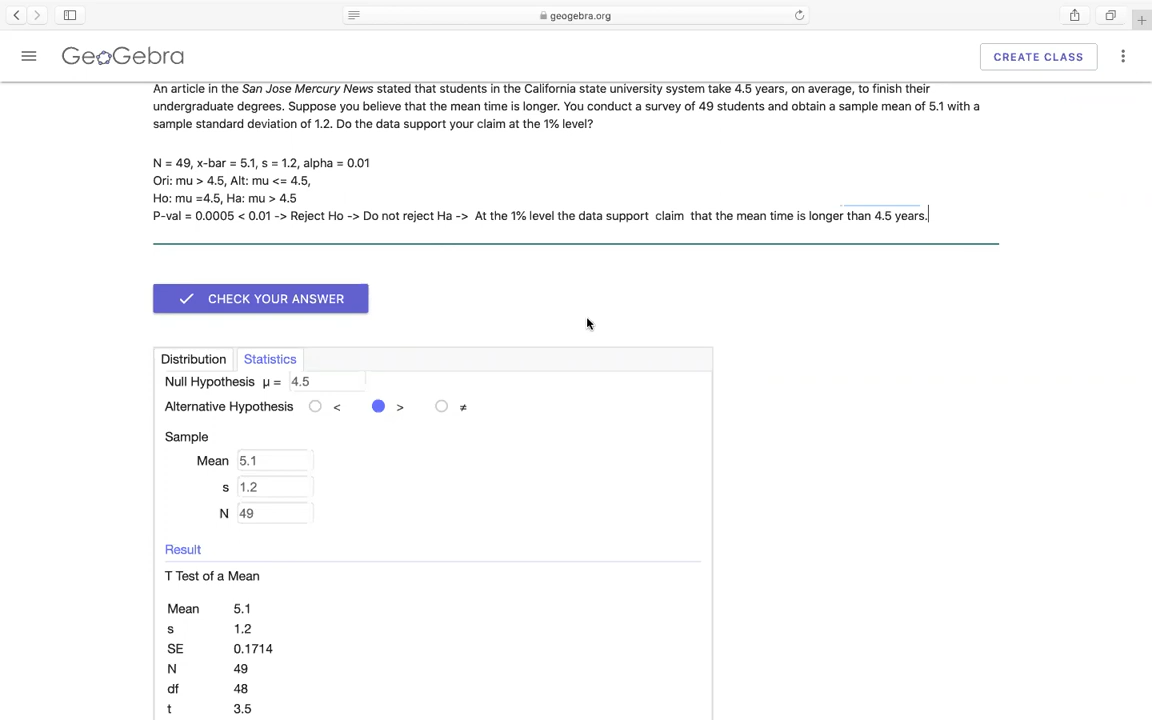 geogebra.org
GeoGebra
CREATE CLASS
An article in the San Jose Mercury News stated that students in the California state university system take 4.5 years, on average, to finish their
undergraduate degrees. Suppose you believe that the mean time is longer. You conduct a survey of 49 students and obtain a sample mean of 5.1 with a
sample standard deviation of 1.2. Do the data support your claim at the 1% level?
N = 49, x-bar = 5.1, s = 1.2, alpha = 0.01
Ori: mu > 4.5, Alt: mu <= 4.5,
Ho: mu =4.5, Ha: mu > 4.5
P-val = 0.0005 < 0.01 -> Reject Ho -> Do not reject Ha -> At the 1% level the data support claim that the mean time is longer than 4.5 years.
CHECK YOUR ANSWER
Distribution Statistics
Null Hypothesis μ = 4.5
Alternative Hypothesis < > ≠
Sample
Mean 5.1
s 1.2
N 49
Result
T Test of a Mean
Mean 5.1
s 1.2
SE 0.1714
N 49
df 48
t 3.5